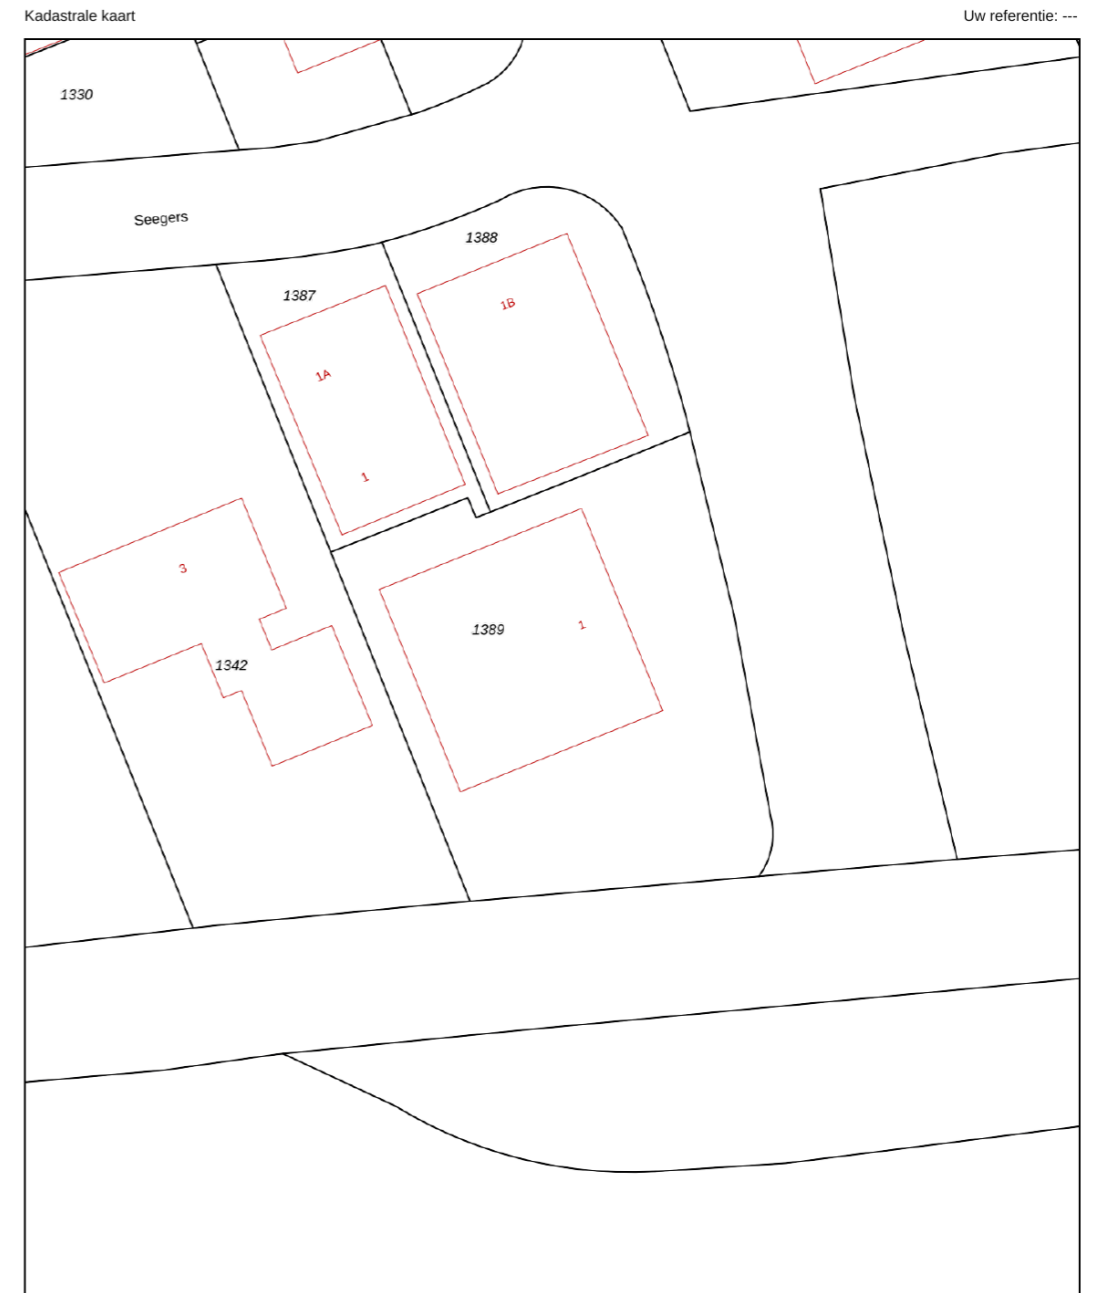 Kadastrale kaart
Uw referentie: ---
1330
Seegers
1388
1387
1B
1A
1
3
1389
1
1342